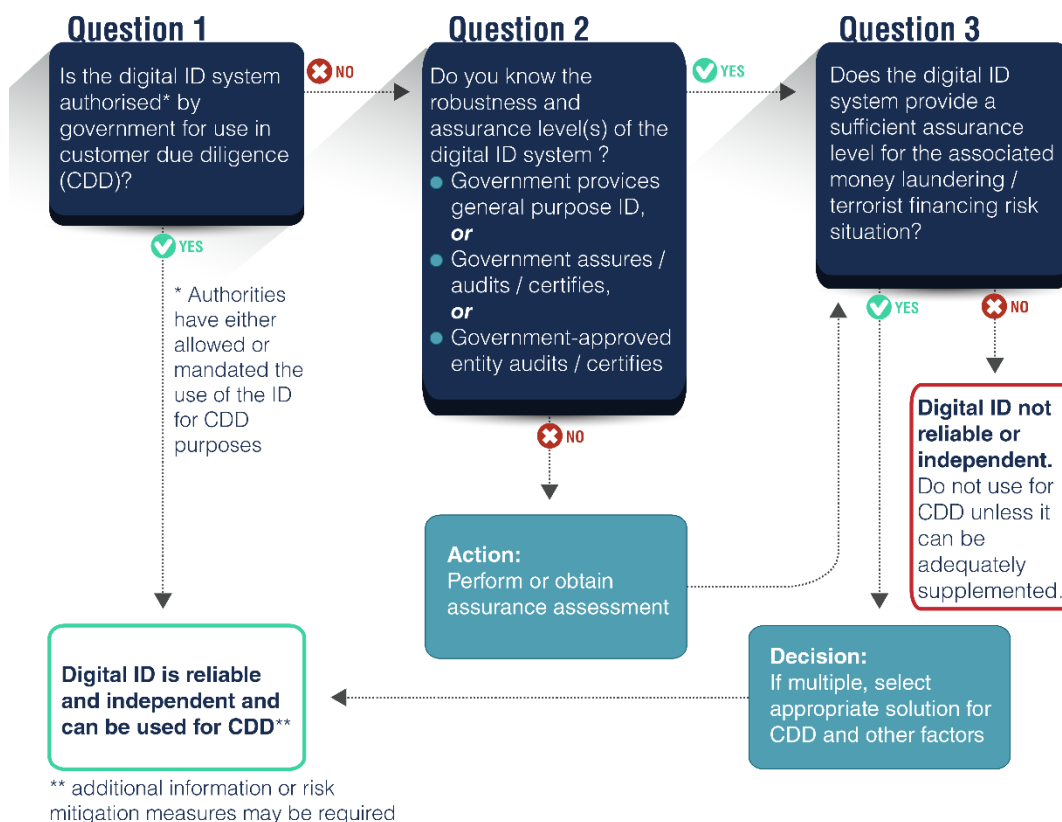 Question 1
Is the digital ID system
authorised* by
government for use in
customer due diligence
(CDD)?
NO
YES
* Authorities
have either
allowed or
mandated the
use of the ID
for CDD
purposes
Question 2
Do you know the
robustness and
assurance level(s) of the
digital ID system ?
Government provices
general purpose ID,
or
Government assures /
audits / certifies,
or
Government-approved
entity audits / certifies
YES
NO
Question 3
Does the digital ID
system provide a
sufficient assurance
level for the associated
money laundering /
terrorist financing risk
situation?
YES
NO
Digital ID not
reliable or
independent.
Do not use for
CDD unless it
can be
adequately
supplemented.
Action:
Perform or obtain
assurance assessment
Decision:
If multiple, select
appropriate solution for
CDD and other factors
Digital ID is reliable
and independent and
can be used for CDD**
** additional information or risk
mitigation measures may be required